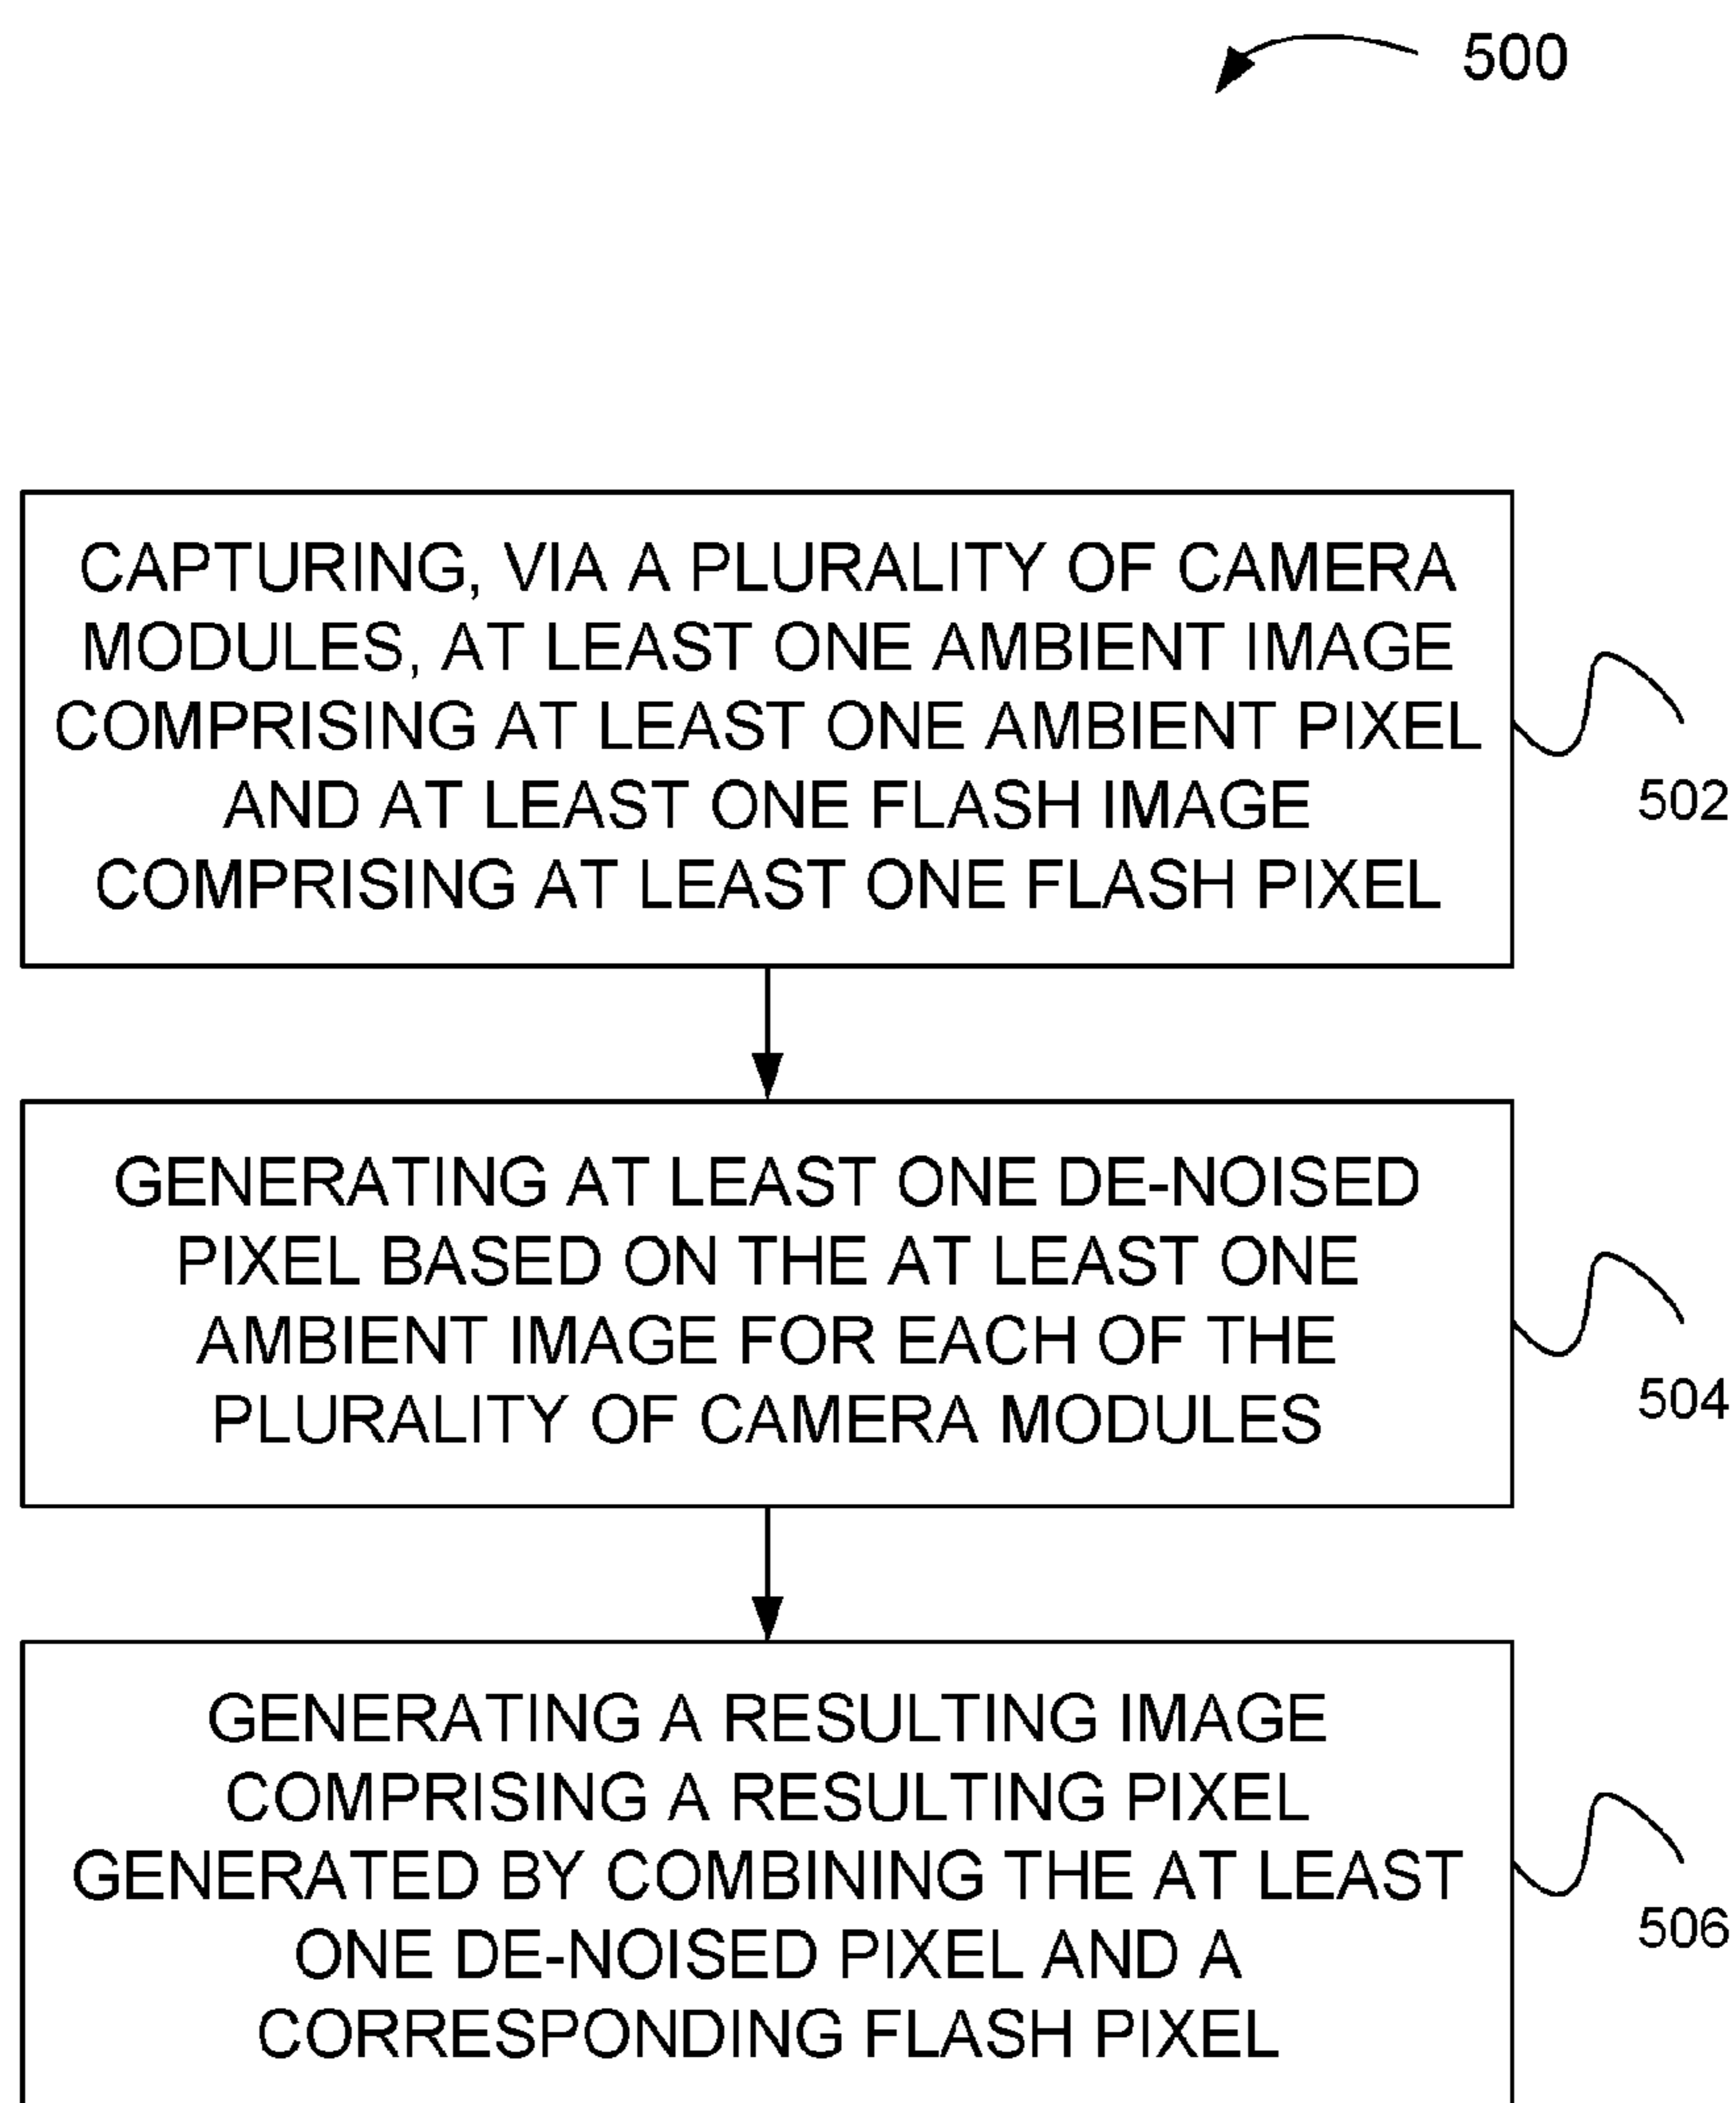 500
CAPTURING, VIA A PLURALITY OF CAMERA
MODULES, AT LEAST ONE AMBIENT IMAGE
COMPRISING AT LEAST ONE AMBIENT PIXEL
AND AT LEAST ONE FLASH IMAGE
COMPRISING AT LEAST ONE FLASH PIXEL
502
GENERATING AT LEAST ONE DE-NOISED
PIXEL BASED ON THE AT LEAST ONE
AMBIENT IMAGE FOR EACH OF THE
PLURALITY OF CAMERA MODULES
504
GENERATING A RESULTING IMAGE
COMPRISING A RESULTING PIXEL
GENERATED BY COMBINING THE AT LEAST
ONE DE-NOISED PIXEL AND A
CORRESPONDING FLASH PIXEL
506